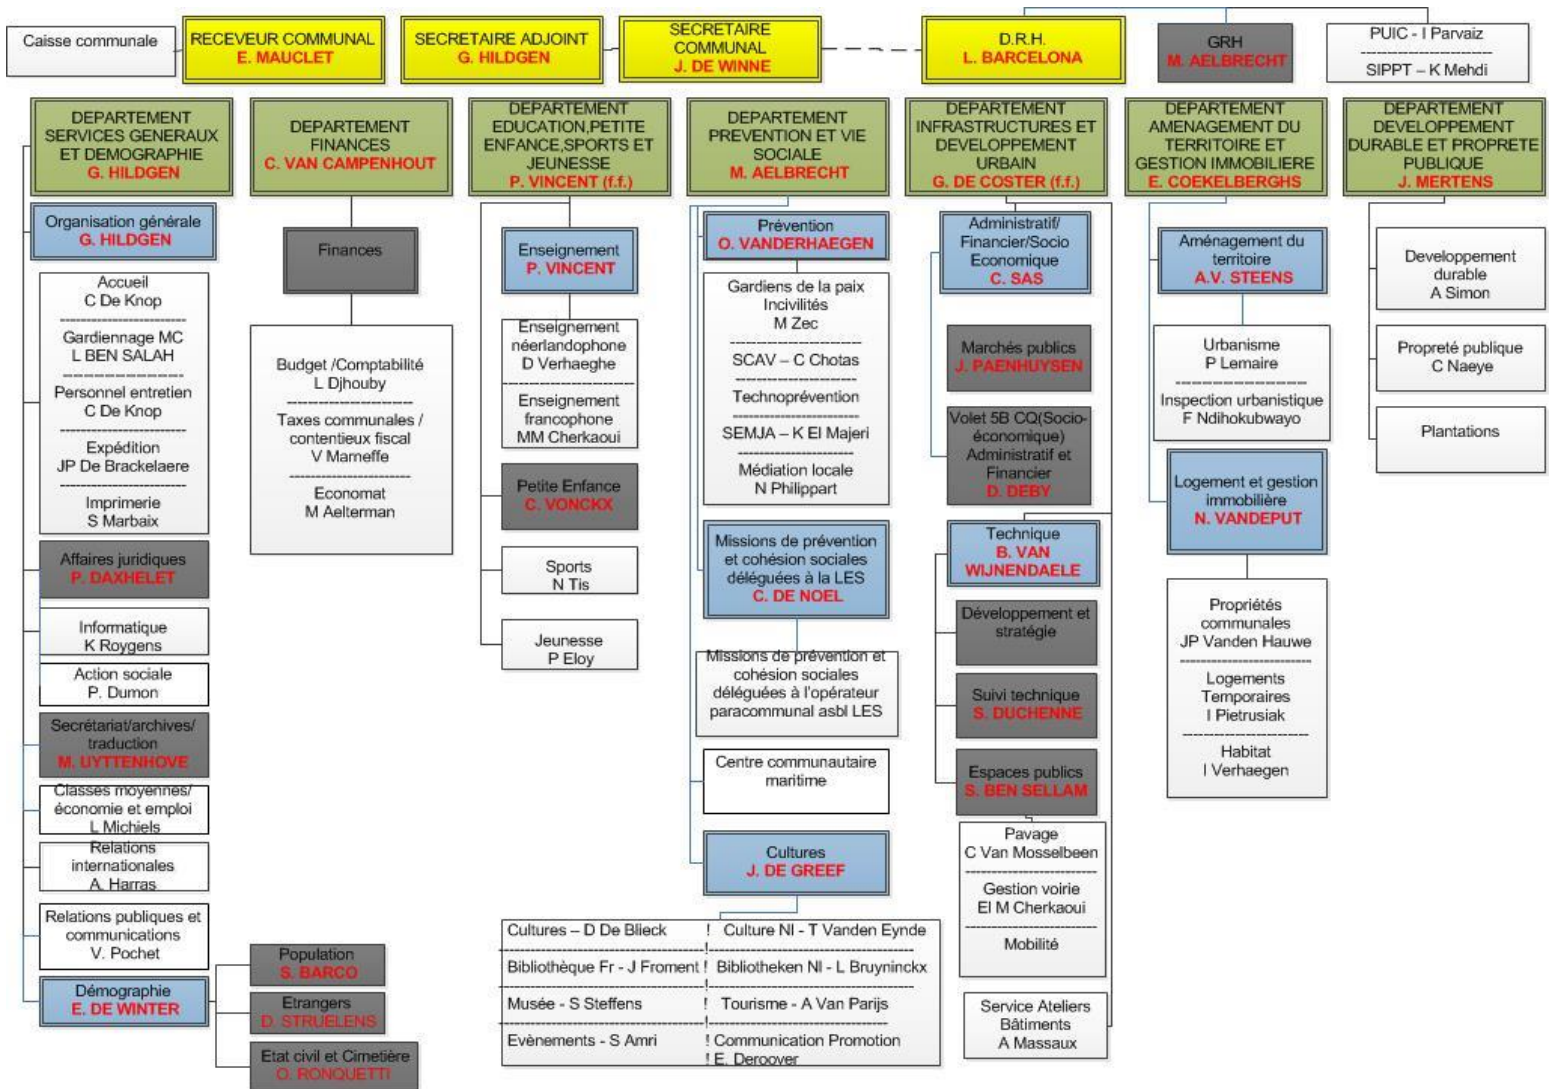 Caisse communale
RECEVEUR COMMUNAL
E. MAUCLET
SECRETAIRE ADJOINT
G. HILDGEN
SECRETAIRE
COMMUNAL
J. DE WINNE
D.R.H.
L. BARCELONA
GRH
M. AELBRECHT
PUIC - I Parvaiz
SIPPT – K Mehdi
DEPARTEMENT
SERVICES GENERAUX
ET DEMOGRAPHIE
G. HILDGEN
Organisation générale
G. HILDGEN
Accueil
C De Knop
Gardiennage MC
L BEN SALAH
Personnel entretien
C De Knop
Expédition
JP De Brackelaere
Imprimerie
S Marbaix
Affaires juridiques
P. DAXHELET
Informatique
K Roygens
Action sociale
P. Dumon
Secrétariat/archives/
traduction
M. UYTTENHOVE
Classes moyennes/
économie et emploi
L Michiels
Relations
internationales
A. Harras
Relations publiques et
communications
V. Pochet
Démographie
E. DE WINTER
Population
S. BARCO
Etrangers
D. STRUELENS
Etat civil et Cimetière
O. RONQUETTI
DEPARTEMENT
FINANCES
C. VAN CAMPENHOUT
Finances
Budget /Comptabilité
L Djhouby
Taxes communales /
contentieux fiscal
V Mameffe
Economat
M Aelterman
DEPARTEMENT
EDUCATION,PETITE
ENFANCE,SPORTS ET
JEUNESSE
P. VINCENT (f.f.)
Enseignement
P. VINCENT
Enseignement
néerlandophone
D Verhaeghe
Enseignement
francophone
MM Cherkaoui
Petite Enfance
C. VONCKX
Sports
N Tis
Jeunesse
P Eloy
DEPARTEMENT
PREVENTION ET VIE
SOCIALE
M. AELBRECHT
Prévention
O. VANDERHAEGEN
Gardiens de la paix
Incivilités
M Zec
SCAV – C Chotas
Technoprévention
SEMJA – K El Majeri
Médiation locale
N Philippart
Missions de prévention
et cohésion sociales
déléguées à la LES
C. DE NOEL
Missions de prévention et
cohésion sociales
déléguées à l'opérateur
paracommunal asbl LES
Centre communautaire
maritime
Cultures
J. DE GREEF
Cultures – D De Blieck ! Culture Nl - T Vanden Eynde
Bibliothèque Fr - J Froment ! Bibliotheken Nl - L Bruyninckx
Musée - S Steffens ! Tourisme - A Van Parijs
Evènements - S Amri ! Communication Promotion
! E. Deroover
DEPARTEMENT
INFRASTRUCTURES ET
DEVELOPPEMENT
URBAIN
G. DE COSTER (f.f.)
Administratif/
Financier/Socio
Economique
C. SAS
Marchés publics
J. PAENHUYSEN
Volet 5B CQ(Socio-
économique)
Administratif et
Financier
D. DEBY
Technique
B. VAN
WIJNENDAELE
Développement et
stratégie
Suivi technique
S. DUCHENNE
Espaces publics
S. BEN SELLAM
Pavage
C Van Mosselbeen
Gestion voirie
El M Cherkaoui
Mobilité
Service Ateliers
Bâtiments
A Massaux
DEPARTEMENT
AMENAGEMENT DU
TERRITOIRE ET
GESTION IMMOBILIERE
E. COEKELBERGHS
Aménagement du
territoire
A.V. STEENS
Urbanisme
P Lemaire
Inspection urbanistique
F Ndihokubwayo
Logement et gestion
immobilière
N. VANDEPUT
Propriétés
communales
JP Vanden Hauwe
Logements
Temporaires
I Pietrusiak
Habitat
I Verhaegen
DEPARTEMENT
DEVELOPPEMENT
DURABLE ET PROPRETE
PUBLIQUE
J. MERTENS
Developpement
durable
A Simon
Propreté publique
C Naeye
Plantations